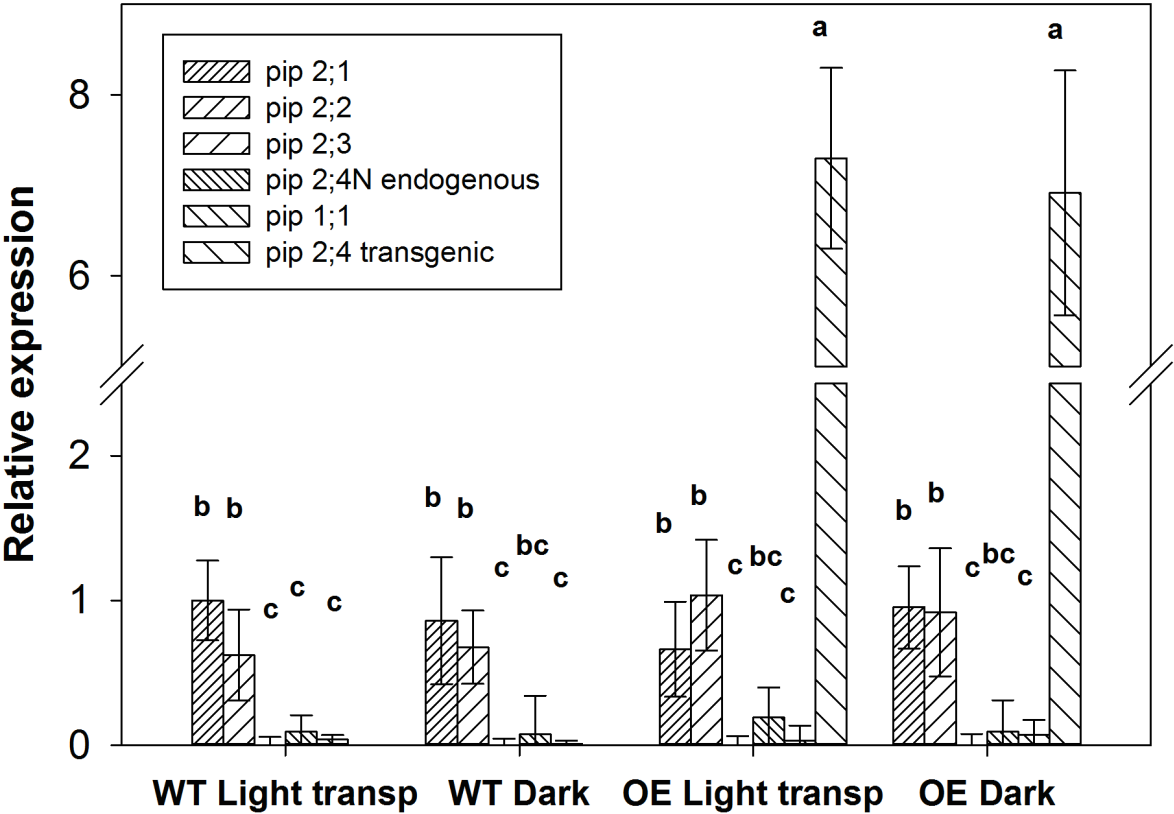 a
a
8
pip 2;1
pip 2;2
pip 2;3
pip 2;4N endogenous
pip 1;1
pip 2;4 transgenic
6
Relative expression
2
b b c c c
b b c bc c
b b c bc c
b b c bc c
1
0
WT Light transp WT Dark OE Light transp OE Dark